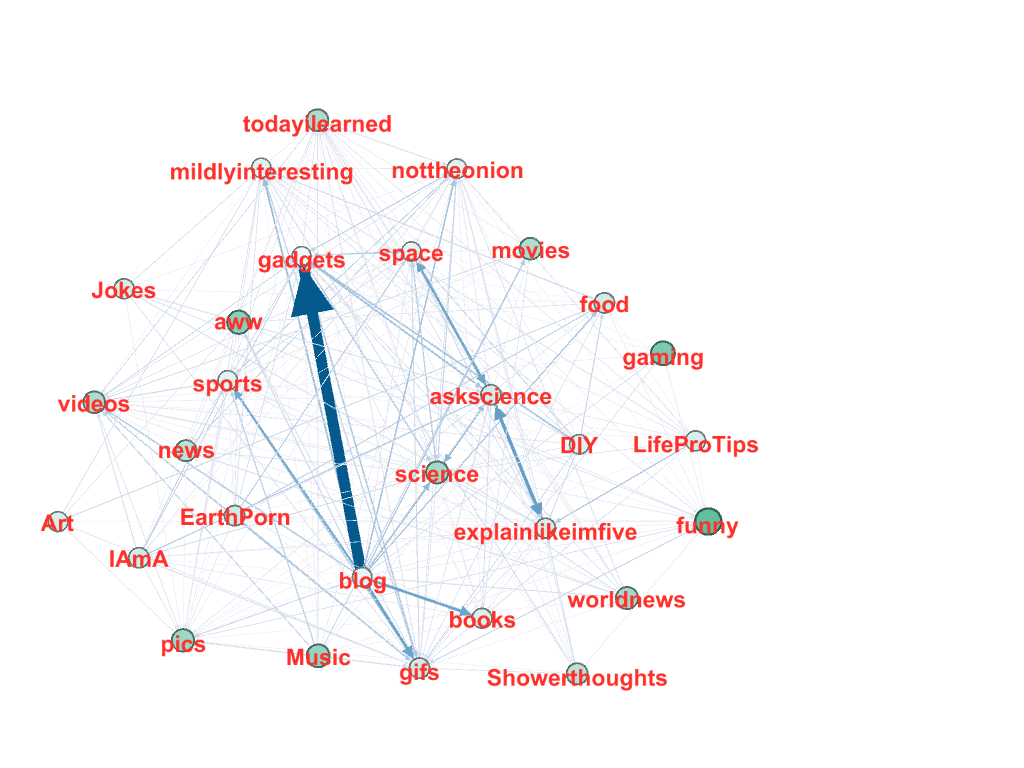 todayilearned
mildlyinteresting
nottheonion
gadgets
space
movies
Jokes
food
aww
gaming
sports
askscience
videos
news
DIY
LifeProTips
science
Art
EarthPorn
explainlikeimfive
funny
IAmA
blog
books
worldnews
pics
Music
gifs
Showerthoughts